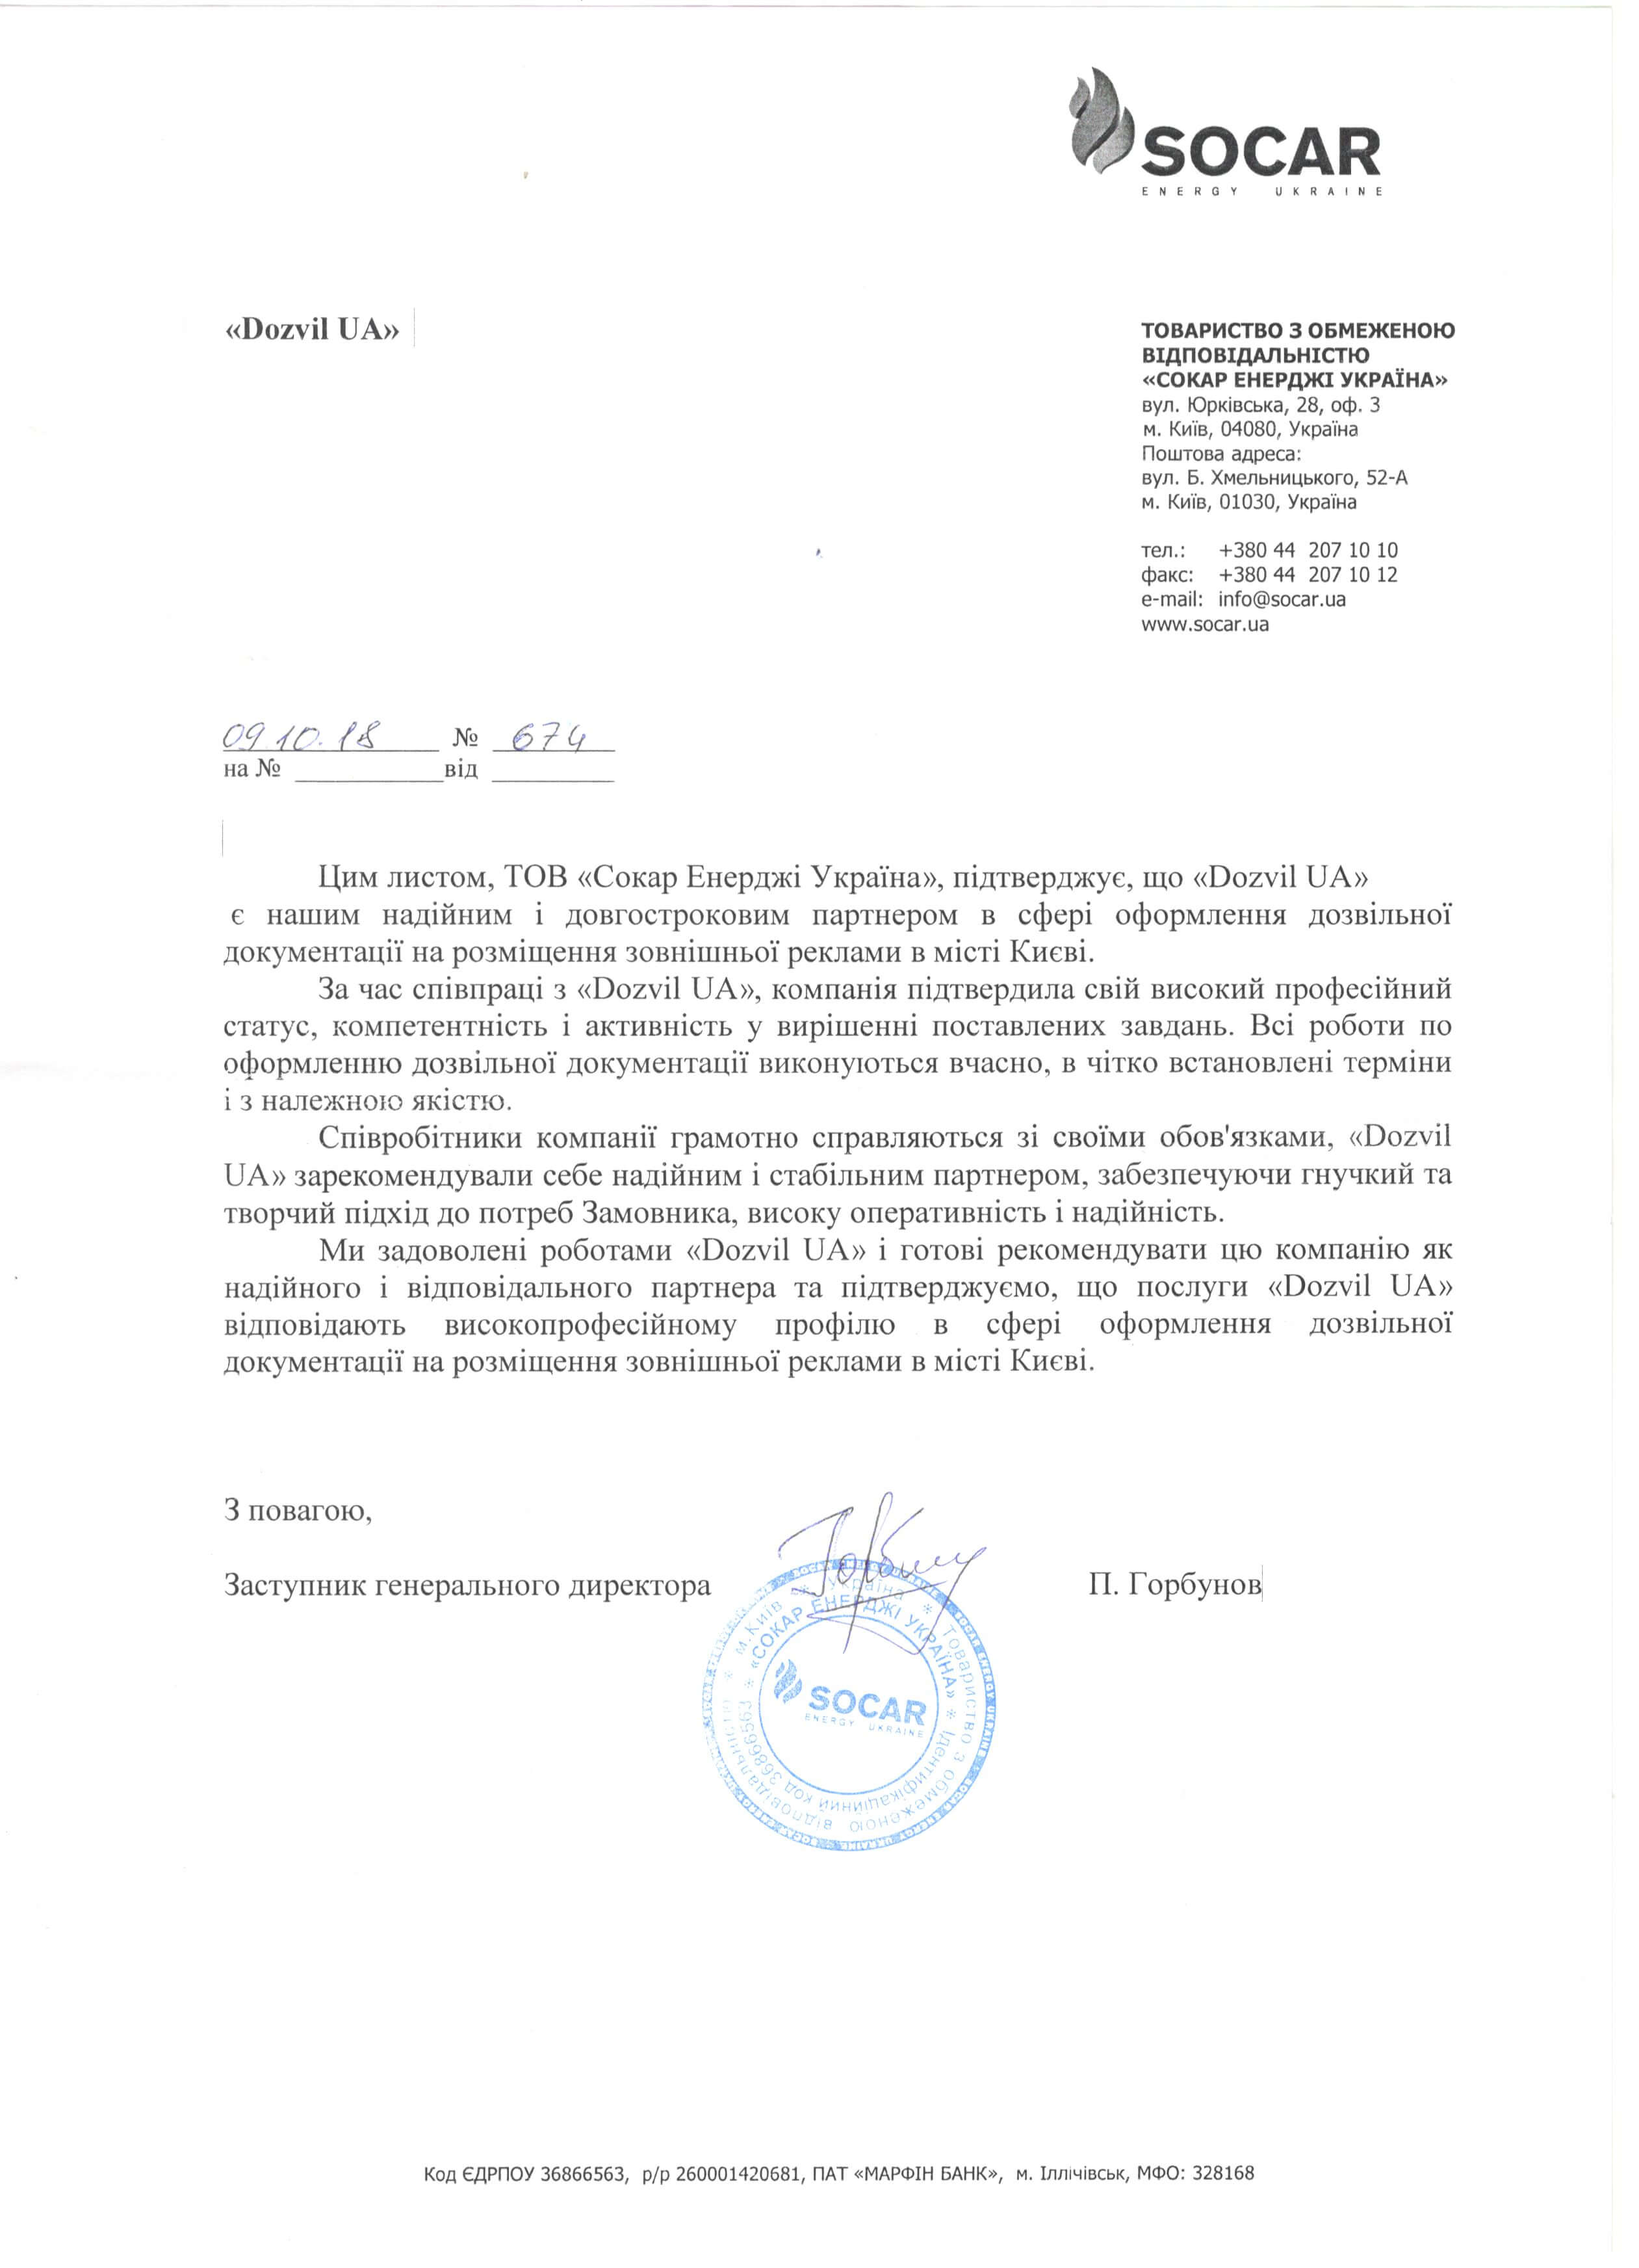 SOCAR
ENERGY UKRAINE
«Dozvil UA»
ТОВАРИСТВО З ОБМЕЖЕНОЮ
ВІДПОВІДАЛЬНІСТЮ
«СОКАР ЕНЕРДЖІ УКРАЇНА»
вул. Юрківська, 28, оф. 3
м. Київ, 04080, Україна
Поштова адреса:
вул. Б. Хмельницького, 52-А
м. Київ, 01030, Україна
тел.: +380 44 207 10 10
факс: +380 44 207 10 12
e-mail: info@socar.ua
www.socar.ua
09.10.18 № 674
на № ____________від __________
Цим листом, ТОВ «Сокар Енерджі Україна», підтверджує, що «Dozvil UA»
є нашим надійним і довгостроковим партнером в сфері оформлення дозвільної
документації на розміщення зовнішньої реклами в місті Києві.
За час співпраці з «Dozvil UA», компанія підтвердила свій високий професійний
статус, компетентність і активність у вирішенні поставлених завдань. Всі роботи по
оформленню дозвільної документації виконуються вчасно, в чітко встановлені терміни
і з належною якістю.
Співробітники компанії грамотно справляються зі своїми обов'язками, «Dozvil
UA» зарекомендували себе надійним і стабільним партнером, забезпечуючи гнучкий та
творчий підхід до потреб Замовника, високу оперативність і надійність.
Ми задоволені роботами «Dozvil UA» і готові рекомендувати цю компанію як
надійного і відповідального партнера та підтверджуємо, що послуги «Dozvil UA»
відповідають високопрофесійному профілю в сфері оформлення дозвільної
документації на розміщення зовнішньої реклами в місті Києві.
З повагою,
Заступник генерального директора
П. Горбунов
м. Київ * Україна * Товариство з обмеженою відповідальністю *
«СОКАР ЕНЕРДЖІ УКРАЇНА» * Ідентифікаційний код 36866563 *
SOCAR
ENERGY UKRAINE
Код ЄДРПОУ 36866563, р/р 260001420681, ПАТ «МАРФІН БАНК», м. Іллічівськ, МФО: 328168